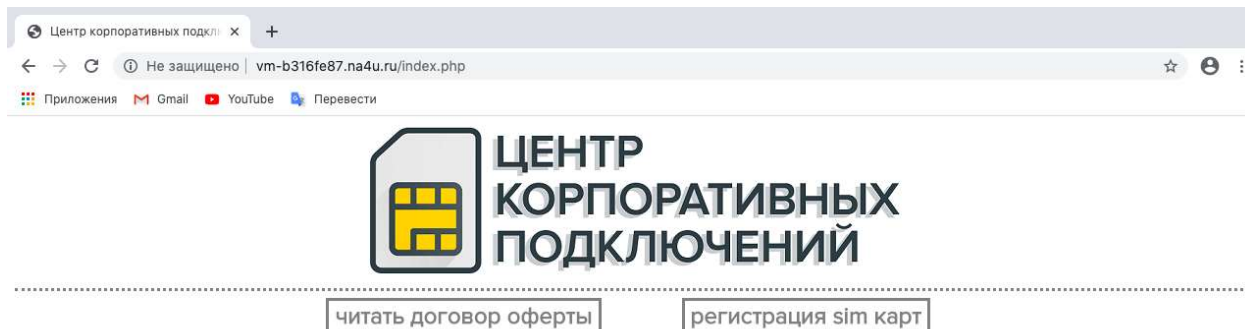 Центр корпоративных подкл
Не защищено vm-b316fe87.na4u.ru/index.php
Приложения Gmail YouTube Перевести
ЦЕНТР
КОРПОРАТИВНЫХ
ПОДКЛЮЧЕНИЙ
читать договор оферты регистрация sim карт